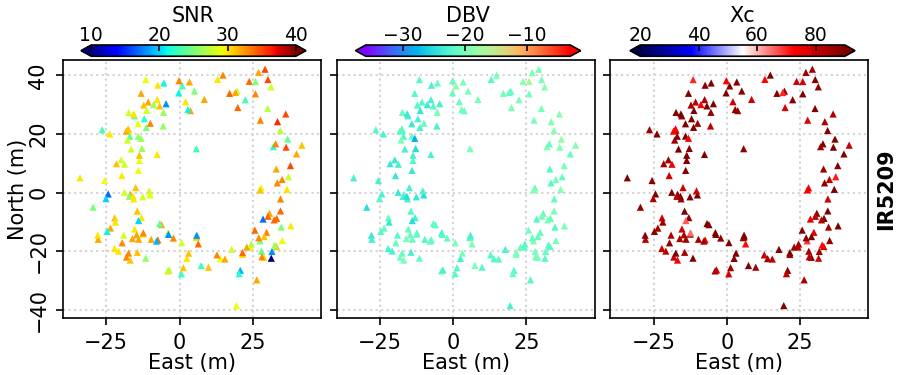 SNR
DBV
Xc
10 20 30 40
−30 −20 −10
20 40 60 80
40
20
0
−20
−40
North (m)
−25 0 25
−25 0 25
−25 0 25
East (m)
East (m)
East (m)
IR5209